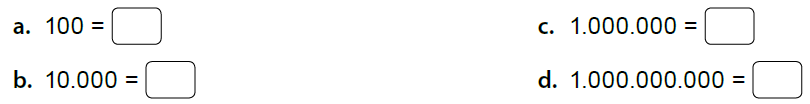 a. 100 =
b. 10.000 =
c. 1.000.000 =
d. 1.000.000.000 =